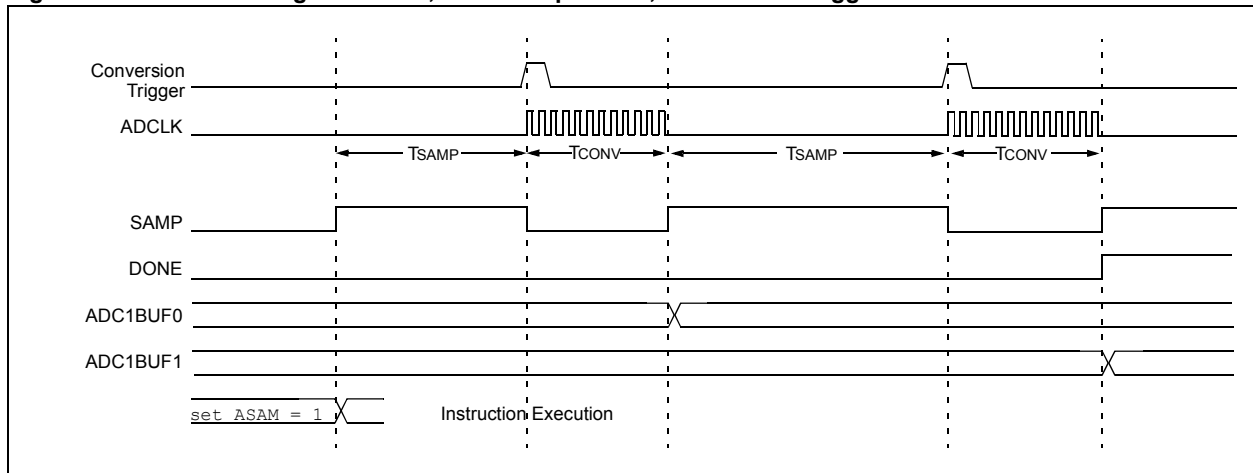 Conversion
Trigger
ADCLK
TSAMP TCONV TSAMP TCONV
SAMP
DONE
ADC1BUF0
ADC1BUF1
set ASAM = 1 Instruction Execution